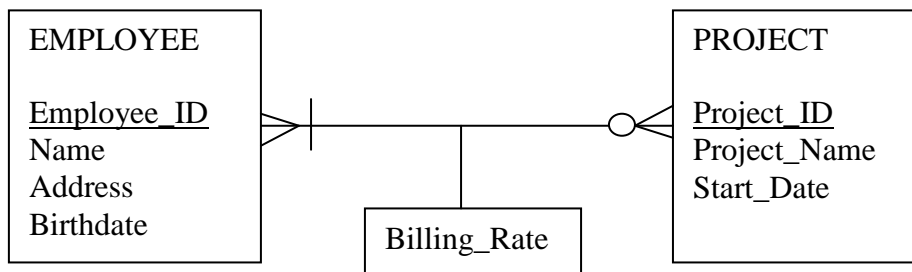 EMPLOYEE
Employee_ID
Name
Address
Birthdate
Billing_Rate
PROJECT
Project_ID
Project_Name
Start_Date